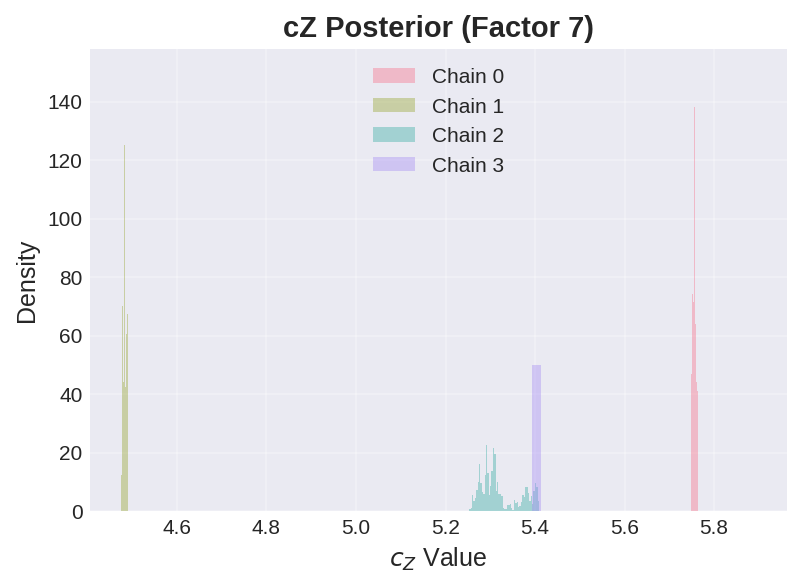 cZ Posterior (Factor 7)
Chain 0
Chain 1
Chain 2
Chain 3
Density
140
120
100
80
60
40
20
0
4.6 4.8 5.0 5.2 5.4 5.6 5.8
c_Z Value